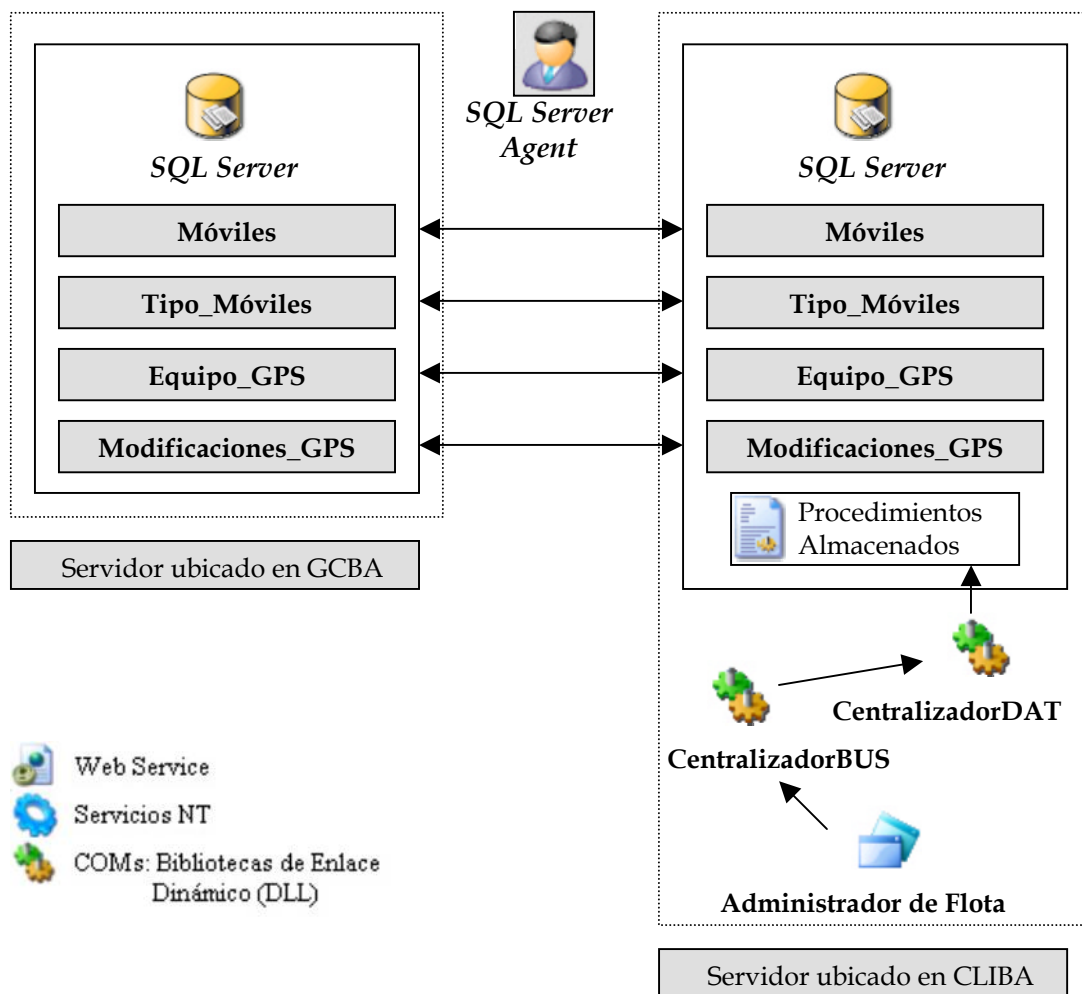 SQL Server
Agent
SQL Server
Móviles
Tipo_Móviles
Equipo_GPS
Modificaciones_GPS
Servidor ubicado en GCBA
SQL Server
Móviles
Tipo_Móviles
Equipo_GPS
Modificaciones_GPS
Procedimientos
Almacenados
CentralizadorDAT
CentralizadorBUS
Administrador de Flota
Servidor ubicado en CLIBA
Web Service
Servicios NT
COMs: Bibliotecas de Enlace
Dinámico (DLL)